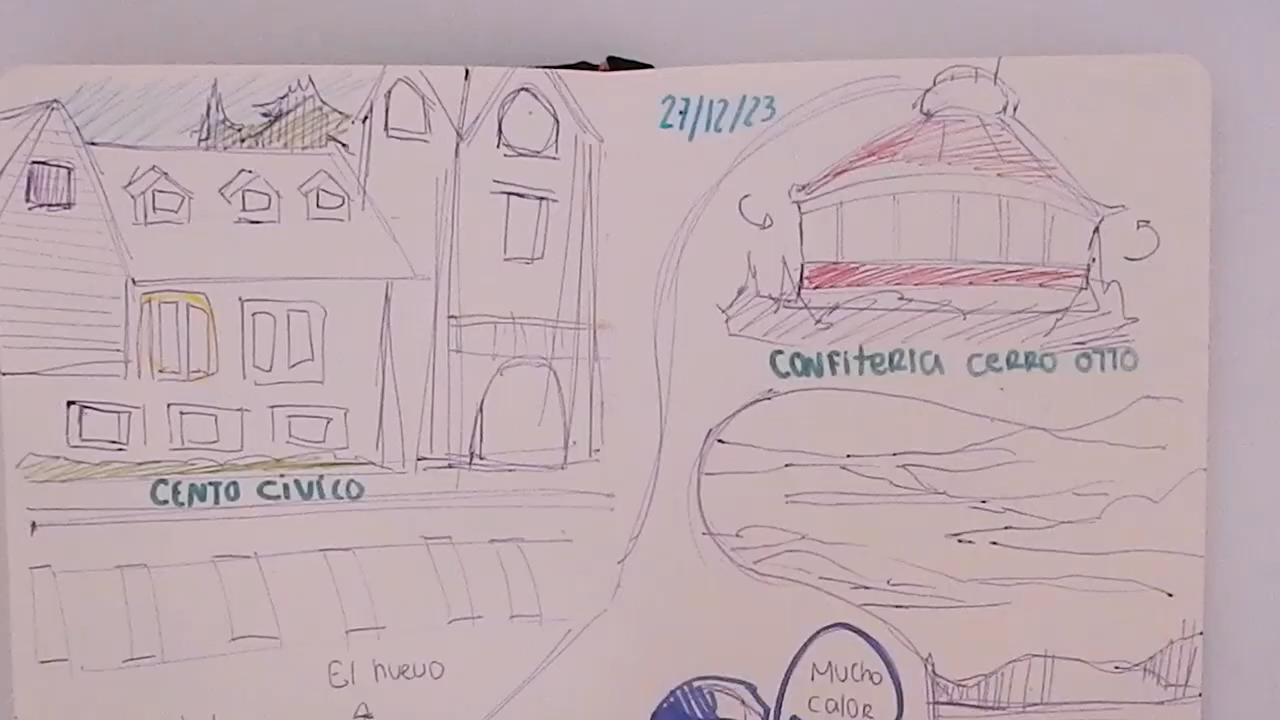 CENTO CIVICO
El huevo
27/12/23
CONFITERIA CERRO OTTO
Mucho
calor